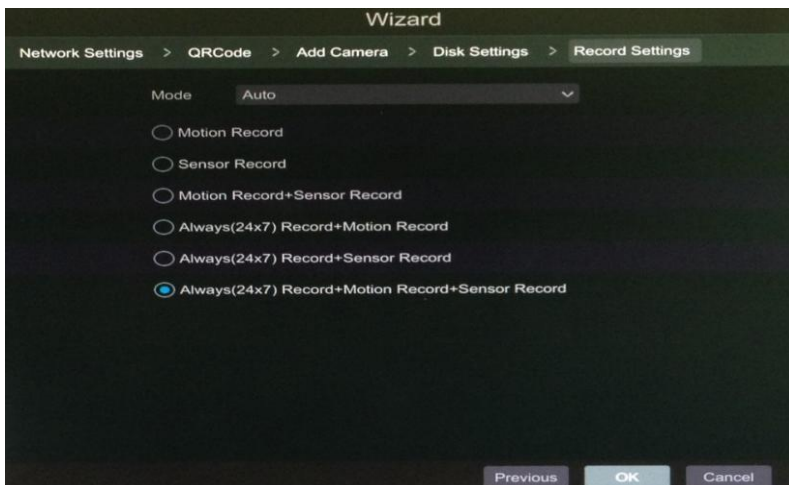 Wizard
Network Settings > QRCode > Add Camera > Disk Settings > Record Settings
Mode Auto
Motion Record
Sensor Record
Motion Record+Sensor Record
Always(24x7) Record+Motion Record
Always(24x7) Record+Sensor Record
Always(24x7) Record+Motion Record+Sensor Record
Previous OK Cancel